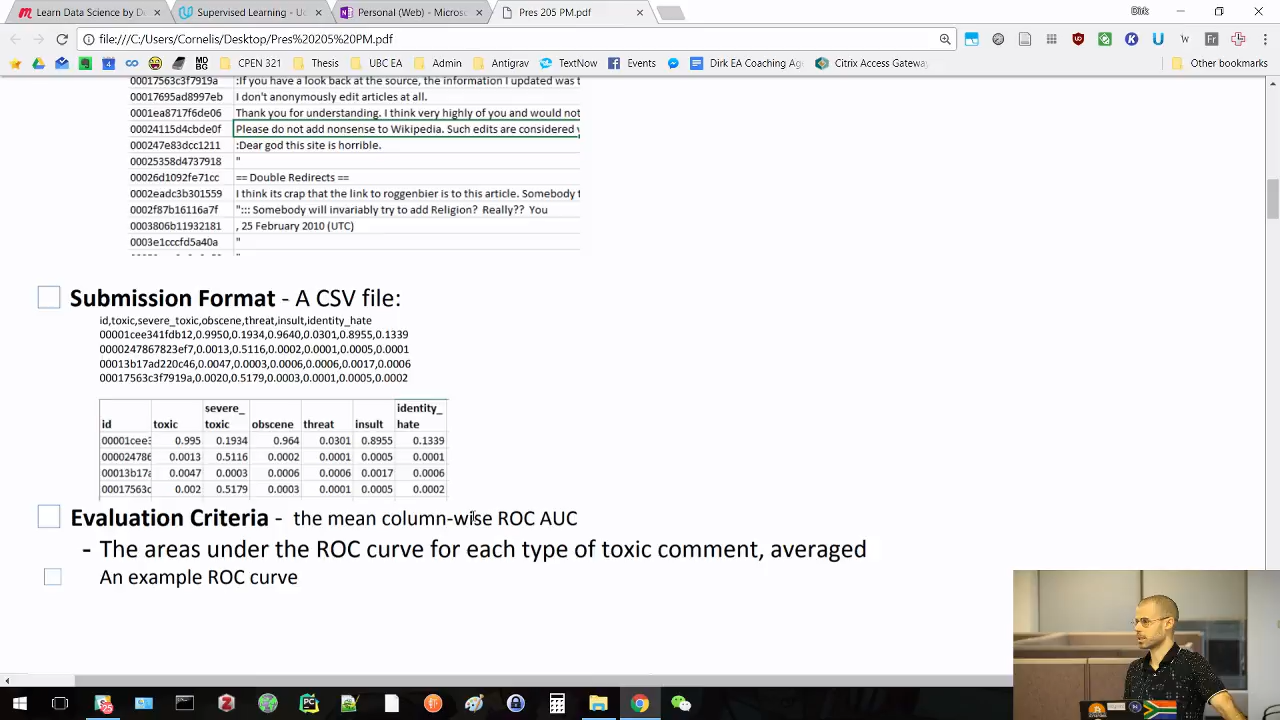 Learn Data Science by D
Supervised Learning - Ud
Personal (Web) - Microso
Pres 205 PM.pdf
Dirk
file:///C:/Users/Cornelis/Desktop/Pres%20205%20PM.pdf
CPEN 321
Thesis
UBC EA
Admin
Antigrav
TextNow
Facebook
Events
Dirk EA Coaching Age
Citrix Access Gateway
Other bookmarks
00017563c3f7919a :If you have a look back at the source, the information I updated was t
00017695ad8997eb I don't anonymously edit articles at all.
0001ea8717f6de06 Thank you for understanding. I think very highly of you and would not
00024115d4cbde0f Please do not add nonsense to Wikipedia. Such edits are considered v
000247e83dcc1211 :Dear god this site is horrible.
00025358d4737918 "
00026d1092fe71cc == Double Redirects ==
0002eadc3b301559 I think its crap that the link to roggenbier is to this article. Somebody t
0002f87b16116a7f "::: Somebody will invariably try to add Religion? Really?? You
0003806b11932181 , 25 February 2010 (UTC)
0003e1cccfd5a40a "
Submission Format - A CSV file:
id,toxic,severe_toxic,obscene,threat,insult,identity_hate
00001cee341fdb12,0.9950,0.1934,0.9640,0.0301,0.8955,0.1339
0000247867823ef7,0.0013,0.5116,0.0002,0.0001,0.0005,0.0001
00013b17ad220c46,0.0047,0.0003,0.0006,0.0006,0.0017,0.0006
00017563c3f7919a,0.0020,0.5179,0.0003,0.0001,0.0005,0.0002
severe_ identity_
id toxic toxic obscene threat insult hate
00001cee3 0.995 0.1934 0.964 0.0301 0.8955 0.1339
000024786 0.0013 0.5116 0.0002 0.0001 0.0005 0.0001
00013b17a 0.0047 0.0003 0.0006 0.0006 0.0017 0.0006
00017563c 0.002 0.5179 0.0003 0.0001 0.0005 0.0002
Evaluation Criteria - the mean column-wise ROC AUC
- The areas under the ROC curve for each type of toxic comment, averaged
An example ROC curve